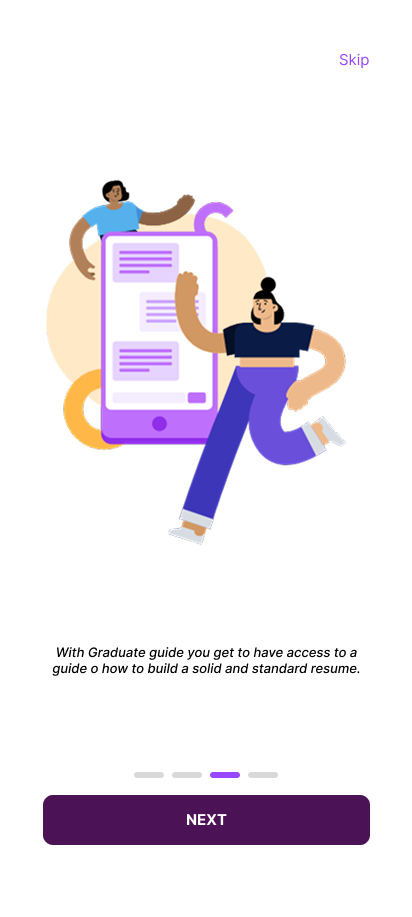 Skip
With Graduate guide you get to have access to a
guide o how to build a solid and standard resume.
NEXT